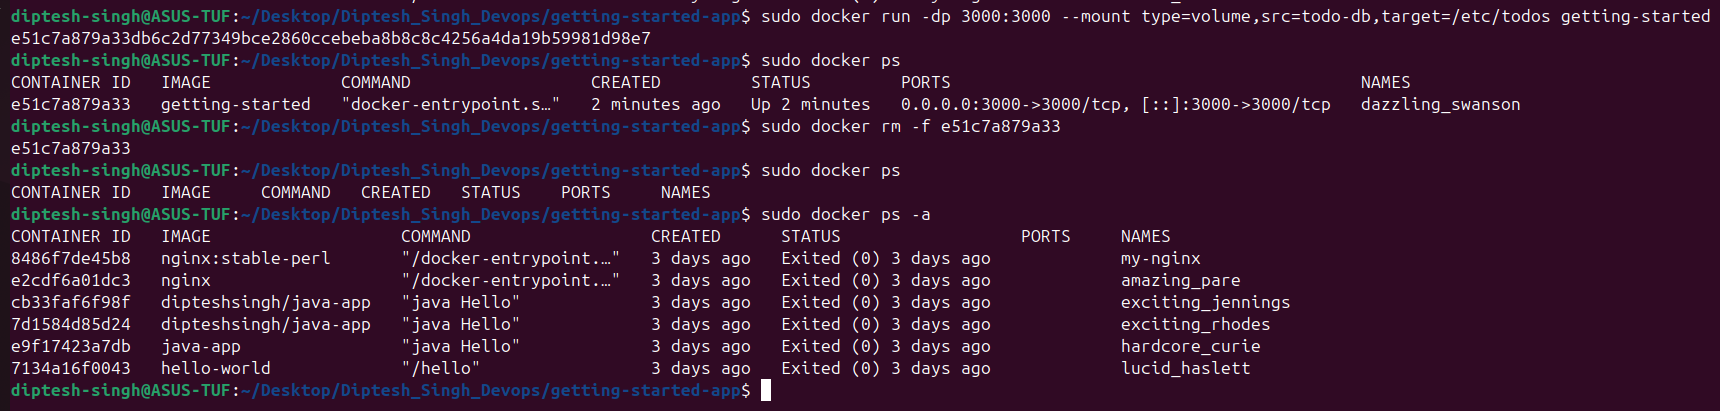 diptesh-singh@ASUS-TUF:~/Desktop/Diptesh_Singh_Devops/getting-started-app$ sudo docker run -dp 3000:3000 --mount type=volume,src=todo-db,target=/etc/todos getting-started
e51c7a879a33db6c2d77349bce2860ccebeba8b8c8c4256a4da19b59981d98e7
diptesh-singh@ASUS-TUF:~/Desktop/Diptesh_Singh_Devops/getting-started-app$ sudo docker ps
CONTAINER ID   IMAGE             COMMAND                  CREATED         STATUS         PORTS                                         NAMES
e51c7a879a33   getting-started   "docker-entrypoint.s…"   2 minutes ago   Up 2 minutes   0.0.0.0:3000->3000/tcp, [::]:3000->3000/tcp   dazzling_swanson
diptesh-singh@ASUS-TUF:~/Desktop/Diptesh_Singh_Devops/getting-started-app$ sudo docker rm -f e51c7a879a33
e51c7a879a33
diptesh-singh@ASUS-TUF:~/Desktop/Diptesh_Singh_Devops/getting-started-app$ sudo docker ps
CONTAINER ID   IMAGE     COMMAND   CREATED   STATUS    PORTS     NAMES
diptesh-singh@ASUS-TUF:~/Desktop/Diptesh_Singh_Devops/getting-started-app$ sudo docker ps -a
CONTAINER ID   IMAGE                   COMMAND                  CREATED      STATUS                  PORTS     NAMES
8486f7de45b8   nginx:stable-perl       "/docker-entrypoint.…"   3 days ago   Exited (0) 3 days ago             my-nginx
e2cdf6a01dc3   nginx                   "/docker-entrypoint.…"   3 days ago   Exited (0) 3 days ago             amazing_pare
cb33faf6f98f   dipteshsingh/java-app   "java Hello"             3 days ago   Exited (0) 3 days ago             exciting_jennings
7d1584d85d24   dipteshsingh/java-app   "java Hello"             3 days ago   Exited (0) 3 days ago             exciting_rhodes
e9f17423a7db   java-app                "java Hello"             3 days ago   Exited (0) 3 days ago             hardcore_curie
7134a16f0043   hello-world             "/hello"                 3 days ago   Exited (0) 3 days ago             lucid_haslett
diptesh-singh@ASUS-TUF:~/Desktop/Diptesh_Singh_Devops/getting-started-app$